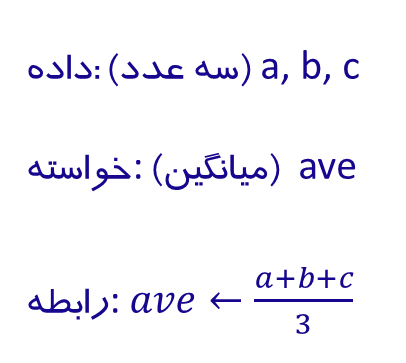 داده: (سه عدد) a, b, c
خواسته: (میانگین) ave
رابطه: ave ← (a+b+c)/3